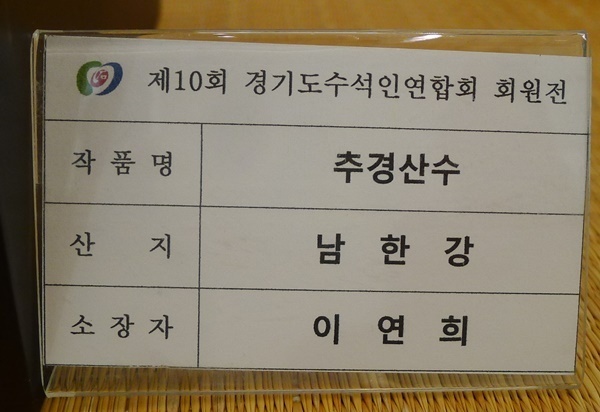 제10회 경기도수석인연합회 회원전
작품명 추경산수
산지 남한강
소장자 이연희